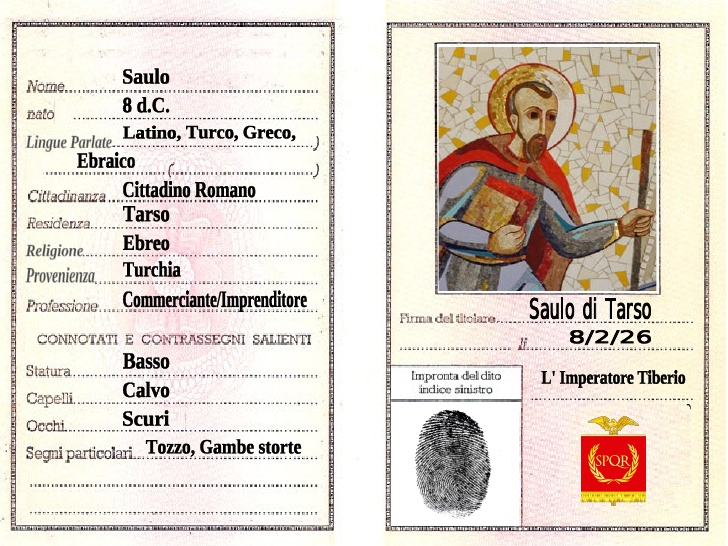 Nome Saulo
nato 8 d.C.
Lingue Parlate Latino, Turco, Greco, )
Ebraico ( )
Cittadinanza Cittadino Romano
Residenza Tarso
Religione Ebreo
Provenienza Turchia
Professione Commerciante/Imprenditore
CONNOTATI E CONTRASSEGNI SALIENTI
Statura Basso
Capelli Calvo
Occhi Scuri
Segni particolari Tozzo, Gambe storte
Firma del titolare Saulo di Tarso
li 8/2/26
Impronta del dito
indice sinistro
L' Imperatore Tiberio
SPQR